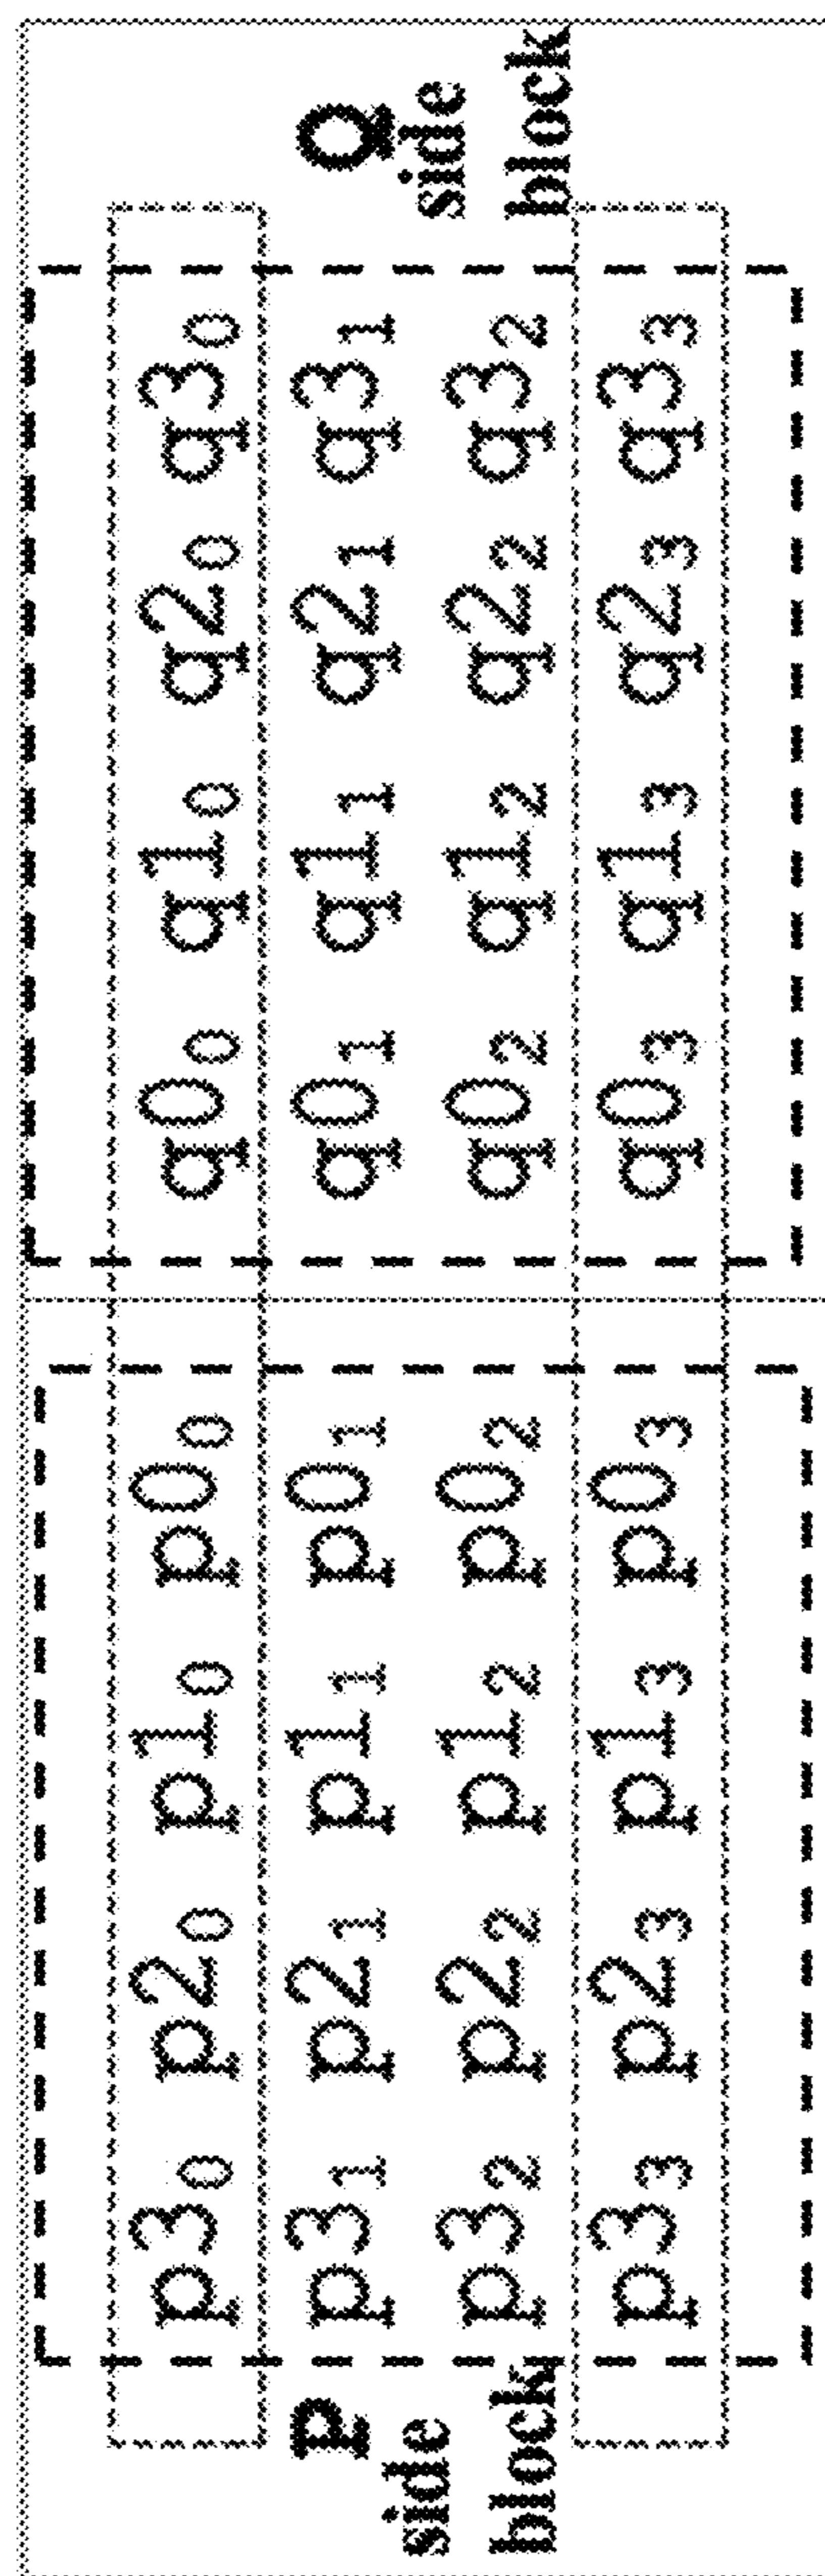 P side block p3₀ p2₀ p1₀ p0₀ q0₀ q1₀ q2₀ q3₀ Q side block
p3₁ p2₁ p1₁ p0₁ q0₁ q1₁ q2₁ q3₁
p3₂ p2₂ p1₂ p0₂ q0₂ q1₂ q2₂ q3₂
p3₃ p2₃ p1₃ p0₃ q0₃ q1₃ q2₃ q3₃